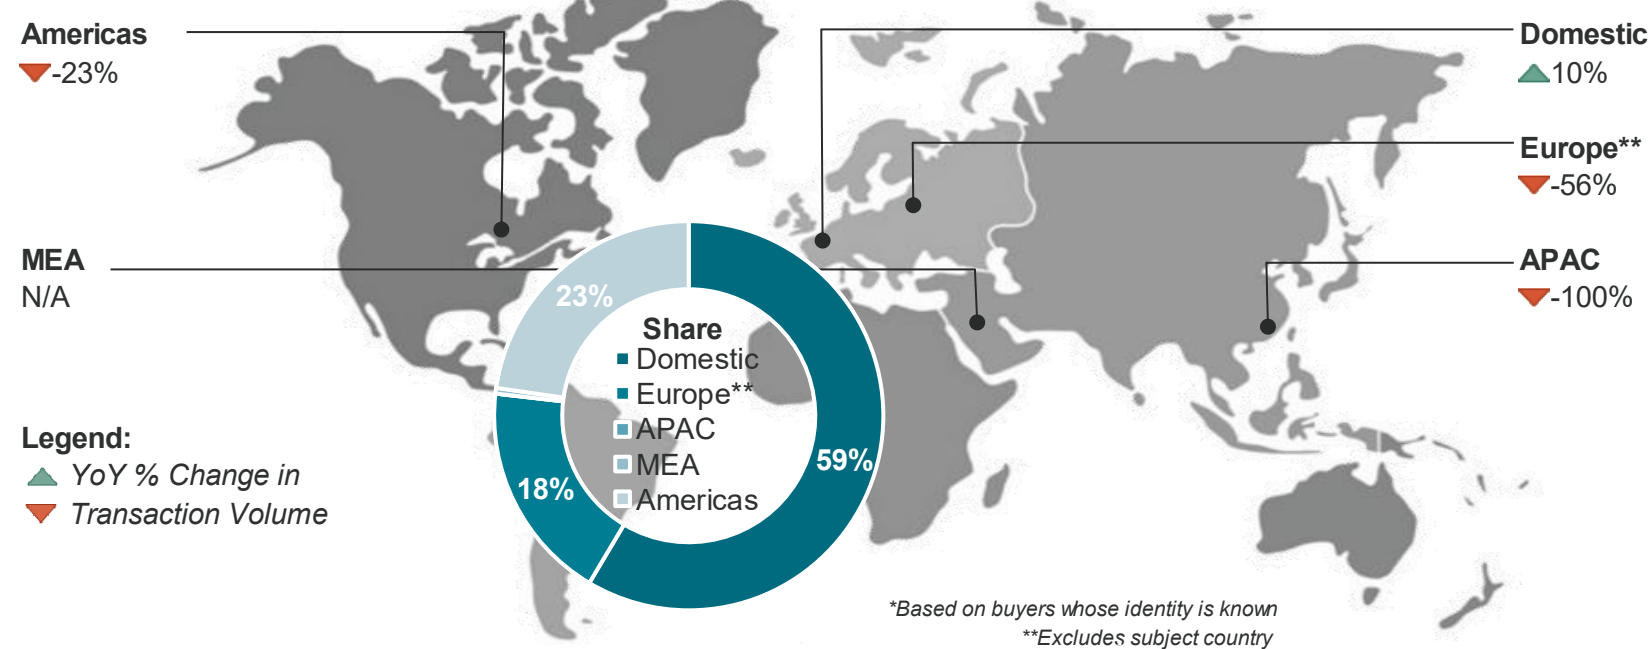 Americas
-23%
MEA
N/A
Legend:
YoY % Change in
Transaction Volume
23%
18%
59%
Share
Domestic
Europe**
APAC
MEA
Americas
Domestic
10%
Europe**
-56%
APAC
-100%
*Based on buyers whose identity is known
**Excludes subject country